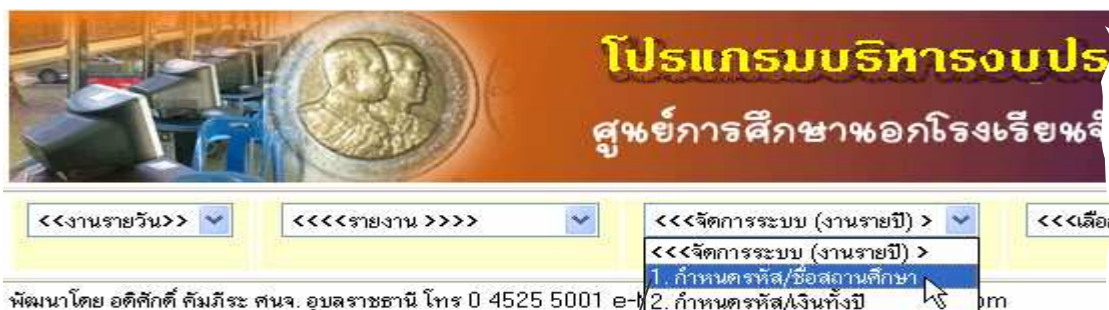 โปรแกรมบริหารงบประ
ศูนย์การศึกษานอกโรงเรียนจั
<<งานรายวัน>>
<<<<รายงาน >>>>
<<<จัดการระบบ (งานรายปี) >
<<<เลือ
<<<จัดการระบบ (งานรายปี) >
1. กำหนดรหัส/ชื่อสถานศึกษา
2. กำหนดรหัส/เงินทั้งปี
พัฒนาโดย อดิศักดิ์ คัมภีระ ศนจ. อุบลราชธานี โทร 0 4525 5001 e-
om